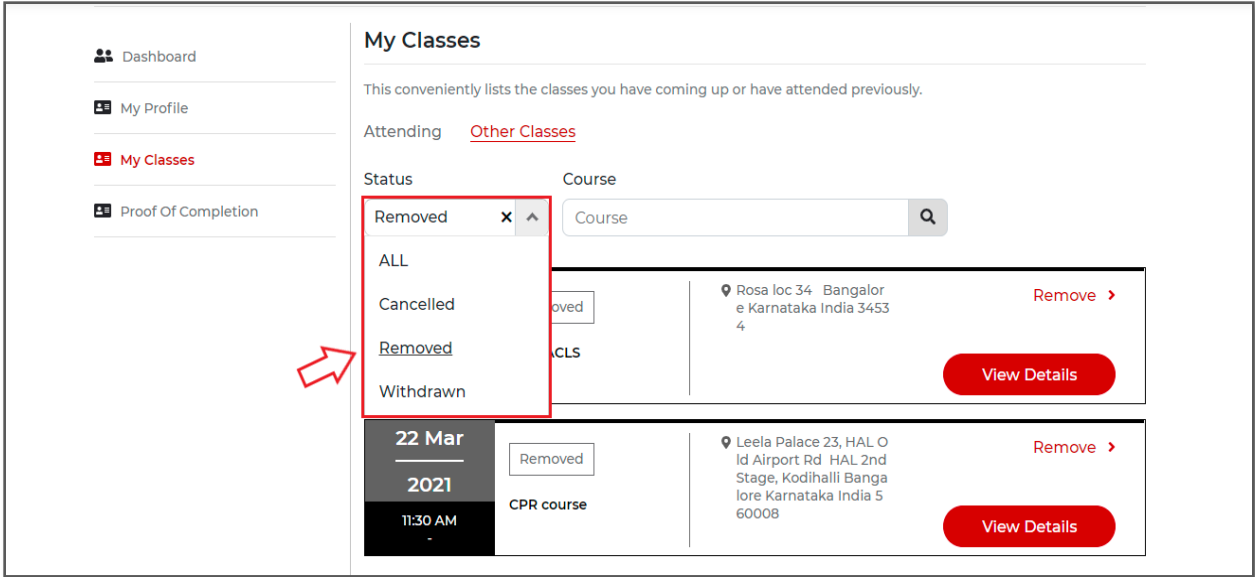 Dashboard
My Profile
My Classes
Proof Of Completion
My Classes
This conveniently lists the classes you have coming up or have attended previously.
Attending Other Classes
Status Course
Removed Course
ALL
Cancelled
Removed
Withdrawn
oved
ACLS
Rosa loc 34 Bangalor
e Karnataka India 3453
4
Remove
View Details
22 Mar
2021
11:30 AM
-
Removed
CPR course
Leela Palace 23, HAL O
ld Airport Rd HAL 2nd
Stage, Kodihalli Banga
lore Karnataka India 5
60008
Remove
View Details